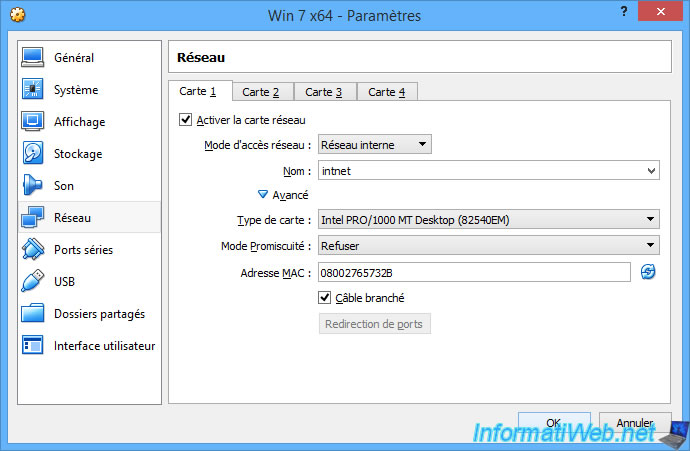 Win 7 x64 - Paramètres
?
Général
Système
Affichage
Stockage
Son
Réseau
Ports séries
USB
Dossiers partagés
Interface utilisateur
Réseau
Carte 1 Carte 2 Carte 3 Carte 4
Activer la carte réseau
Mode d'accès réseau : Réseau interne
Nom : intnet
Avancé
Type de carte : Intel PRO/1000 MT Desktop (82540EM)
Mode Promiscuité : Refuser
Adresse MAC : 08002765732B
Câble branché
Redirection de ports
OK Annuler
InformatiWeb.net